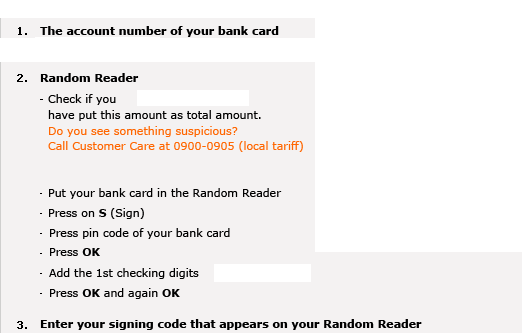 1. The account number of your bank card
2. Random Reader
- Check if you
have put this amount as total amount.
Do you see something suspicious?
Call Customer Care at 0900-0905 (local tariff)
· Put your bank card in the Random Reader
· Press on S (Sign)
· Press pin code of your bank card
· Press OK
· Add the 1st checking digits
· Press OK and again OK
3. Enter your signing code that appears on your Random Reader